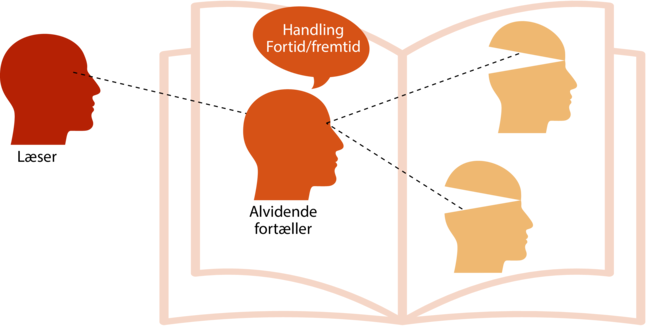 Handling
Fortid/fremtid
Læser
Alvidende
fortæller